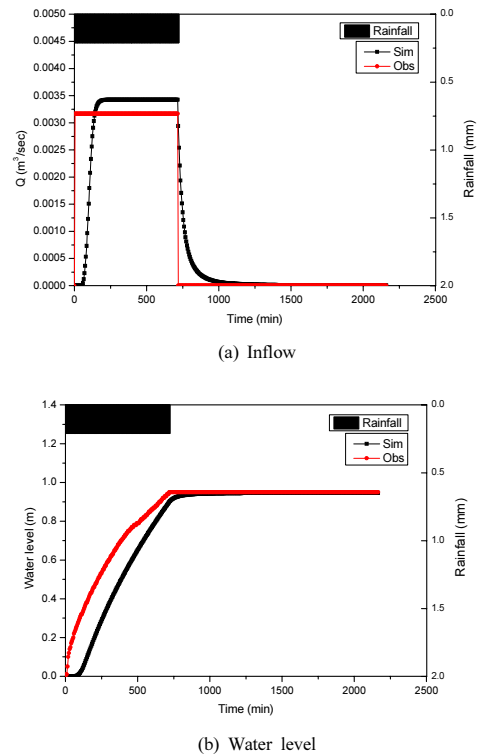 0.0050
0.0045
0.0040
0.0035
0.0030
0.0025
0.0020
0.0015
0.0010
0.0005
0.0000
Q (m³/sec)
0.0
0.5
1.0
1.5
2.0
Rainfall (mm)
Rainfall
Sim
Obs
0 500 1000 1500 2000 2500
Time (min)
(a) Inflow
1.4
1.2
1.0
0.8
0.6
0.4
0.2
0.0
Water level (m)
0.0
0.5
1.0
1.5
2.0
Rainfall (mm)
Rainfall
Sim
Obs
0 500 1000 1500 2000 2500
Time (min)
(b) Water level